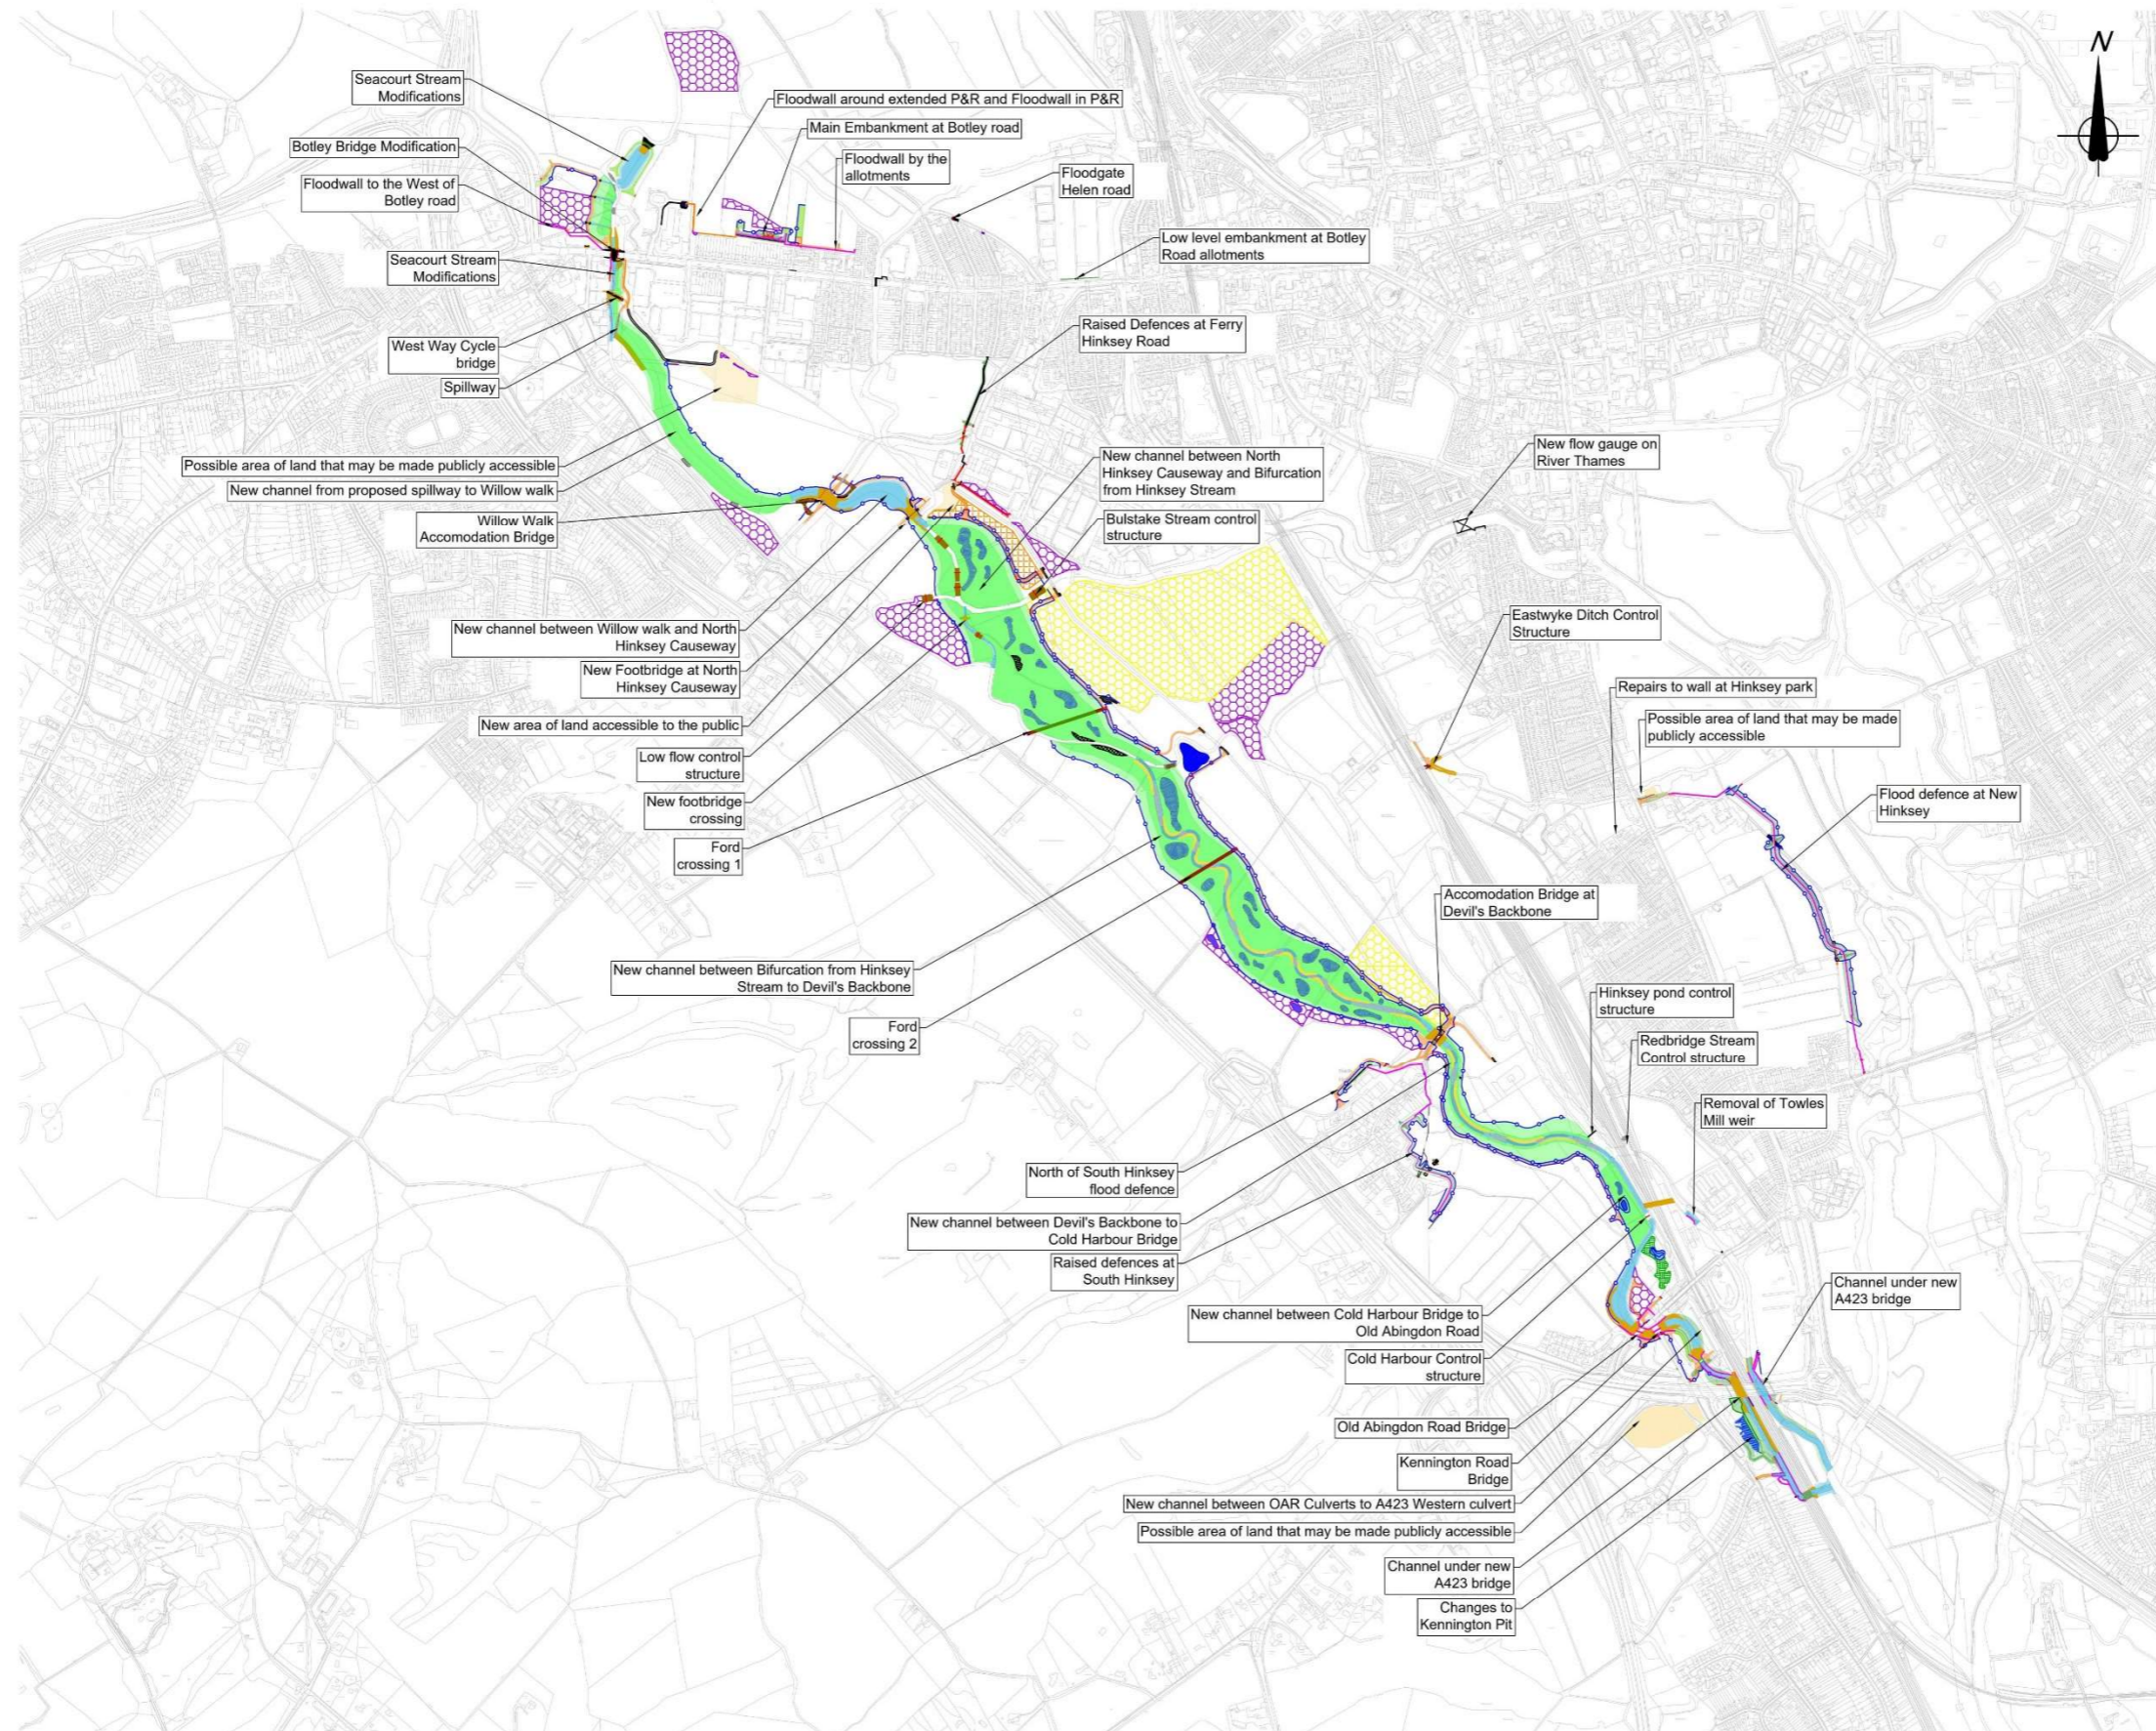 N
Seacourt Stream
Modifications
Floodwall around extended P&R and Floodwall in P&R
Main Embankment at Botley road
Botley Bridge Modification
Floodwall by the
allotments
Floodgate
Helen road
Floodwall to the West of
Botley road
Low level embankment at Botley
Road allotments
Seacourt Stream
Modifications
Raised Defences at Ferry
Hinksey Road
West Way Cycle
bridge
Spillway
New flow gauge on
River Thames
New channel between North
Hinksey Causeway and Bifurcation
from Hinksey Stream
Possible area of land that may be made publicly accessible
New channel from proposed spillway to Willow walk
Willow Walk
Accomodation Bridge
Bulstake Stream control
structure
Eastwyke Ditch Control
Structure
New channel between Willow walk and North
Hinksey Causeway
New Footbridge at North
Hinksey Causeway
Repairs to wall at Hinksey park
New area of land accessible to the public
Possible area of land that may be made
publicly accessible
Low flow control
structure
New footbridge
crossing
Flood defence at New
Hinksey
Ford
crossing 1
Accomodation Bridge at
Devil's Backbone
New channel between Bifurcation from Hinksey
Stream to Devil's Backbone
Hinksey pond control
structure
Ford
crossing 2
Redbridge Stream
Control structure
Removal of Towles
Mill weir
North of South Hinksey
flood defence
New channel between Devil's Backbone to
Cold Harbour Bridge
Raised defences at
South Hinksey
Channel under new
A423 bridge
New channel between Cold Harbour Bridge to
Old Abingdon Road
Cold Harbour Control
structure
Old Abingdon Road Bridge
Kennington Road
Bridge
New channel between OAR Culverts to A423 Western culvert
Possible area of land that may be made publicly accessible
Channel under new
A423 bridge
Changes to
Kennington Pit